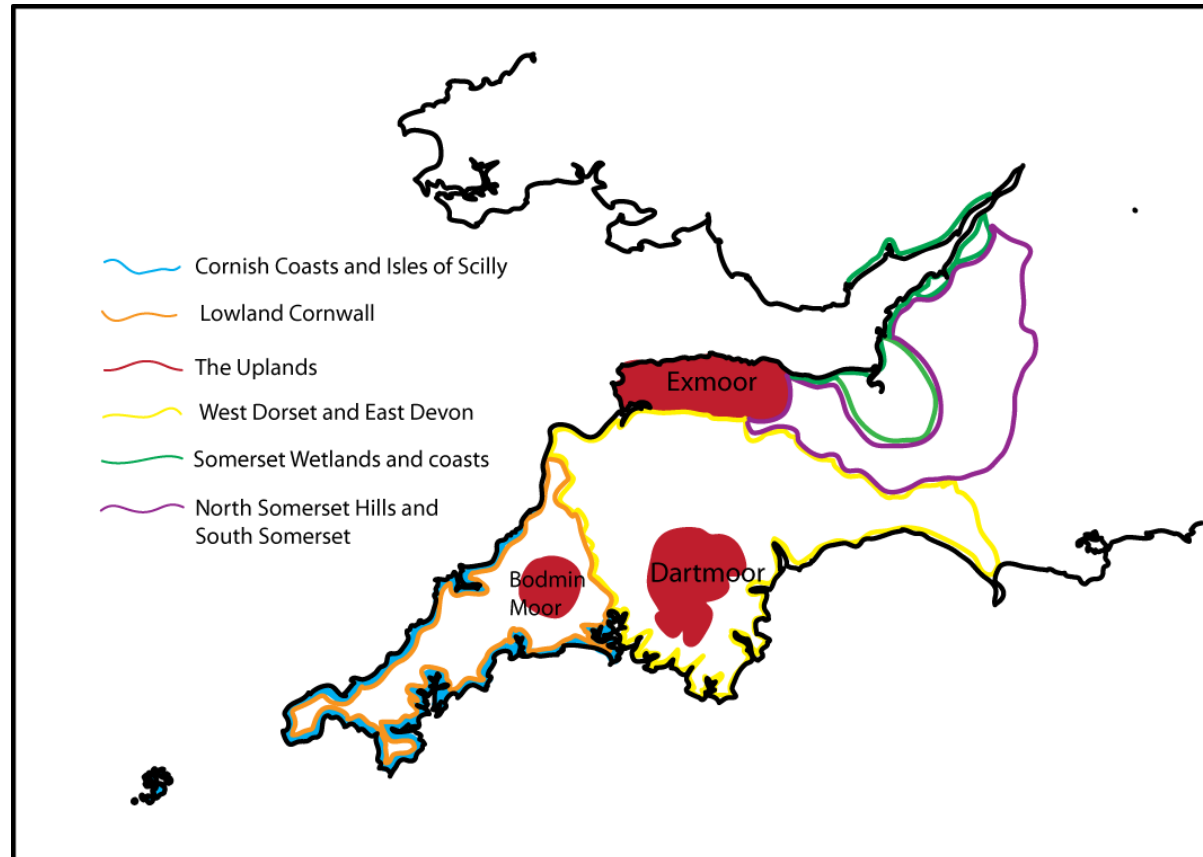 Cornish Coasts and Isles of Scilly
Lowland Cornwall
The Uplands
West Dorset and East Devon
Somerset Wetlands and coasts
North Somerset Hills and
South Somerset
Exmoor
Bodmin
Moor
Dartmoor